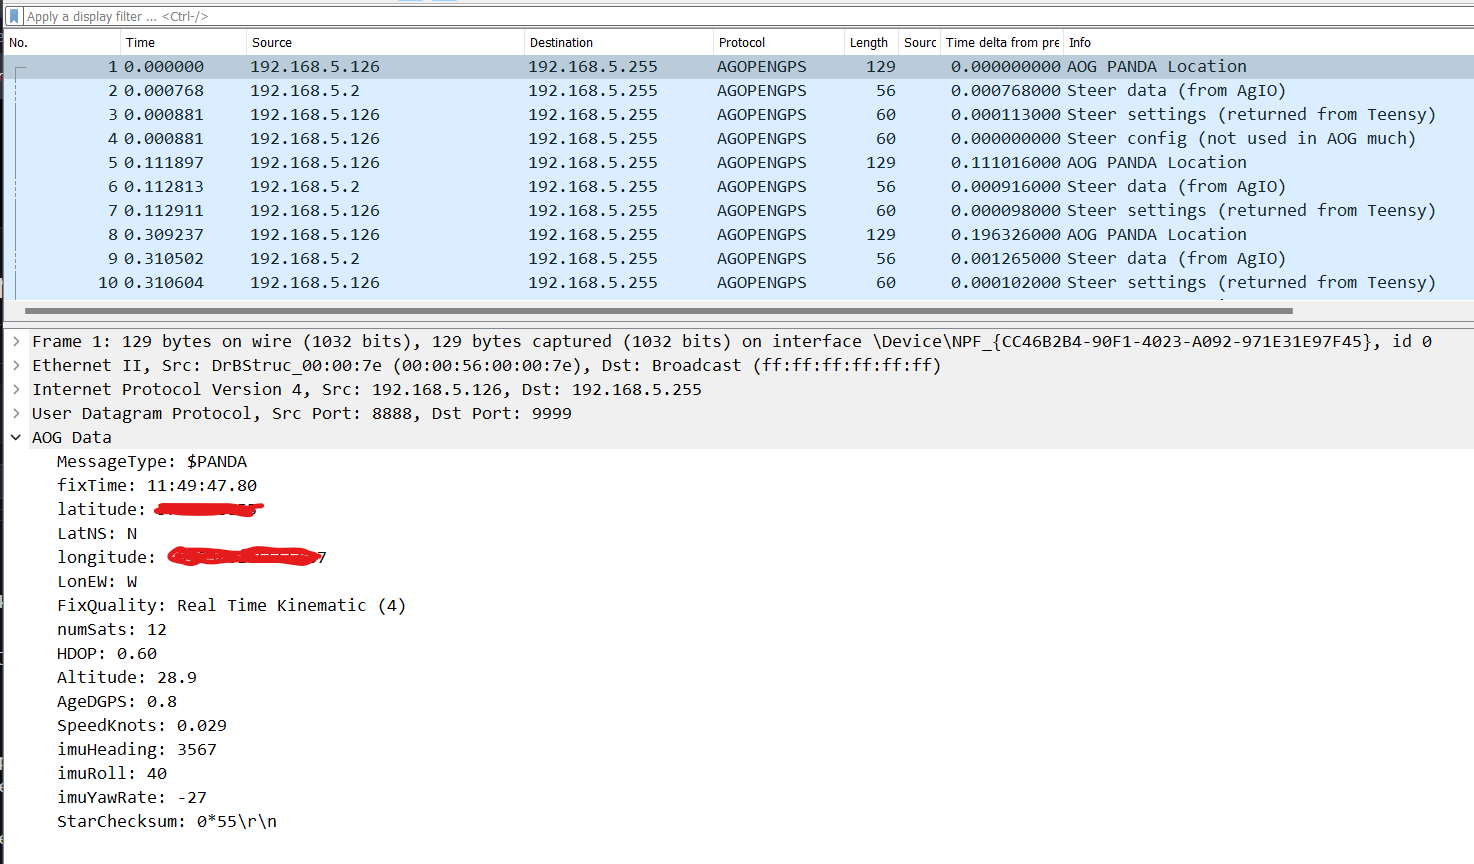 Apply a display filter ... <Ctrl-/>
No. Time Source Destination Protocol Length Sourc Time delta from pre Info
1 0.000000 192.168.5.126 192.168.5.255 AGOPENGPS 129 0.000000000 AOG PANDA Location
2 0.000768 192.168.5.2 192.168.5.255 AGOPENGPS 56 0.000768000 Steer data (from AgIO)
3 0.000881 192.168.5.126 192.168.5.255 AGOPENGPS 60 0.000113000 Steer settings (returned from Teensy)
4 0.000881 192.168.5.126 192.168.5.255 AGOPENGPS 60 0.000000000 Steer config (not used in AOG much)
5 0.111897 192.168.5.126 192.168.5.255 AGOPENGPS 129 0.111016000 AOG PANDA Location
6 0.112813 192.168.5.2 192.168.5.255 AGOPENGPS 56 0.000916000 Steer data (from AgIO)
7 0.112911 192.168.5.126 192.168.5.255 AGOPENGPS 60 0.000098000 Steer settings (returned from Teensy)
8 0.309237 192.168.5.126 192.168.5.255 AGOPENGPS 129 0.196326000 AOG PANDA Location
9 0.310502 192.168.5.2 192.168.5.255 AGOPENGPS 56 0.001265000 Steer data (from AgIO)
10 0.310604 192.168.5.126 192.168.5.255 AGOPENGPS 60 0.000102000 Steer settings (returned from Teensy)
Frame 1: 129 bytes on wire (1032 bits), 129 bytes captured (1032 bits) on interface \Device\NPF_{CC46B2B4-90F1-4023-A092-971E31E97F45}, id 0
Ethernet II, Src: DrBStruc_00:00:7e (00:00:56:00:00:7e), Dst: Broadcast (ff:ff:ff:ff:ff:ff)
Internet Protocol Version 4, Src: 192.168.5.126, Dst: 192.168.5.255
User Datagram Protocol, Src Port: 8888, Dst Port: 9999
AOG Data
MessageType: $PANDA
fixTime: 11:49:47.80
latitude:
LatNS: N
longitude:
LonEW: W
FixQuality: Real Time Kinematic (4)
numSats: 12
HDOP: 0.60
Altitude: 28.9
AgeDGPS: 0.8
SpeedKnots: 0.029
imuHeading: 3567
imuRoll: 40
imuYawRate: -27
StarChecksum: 0*55\r\n